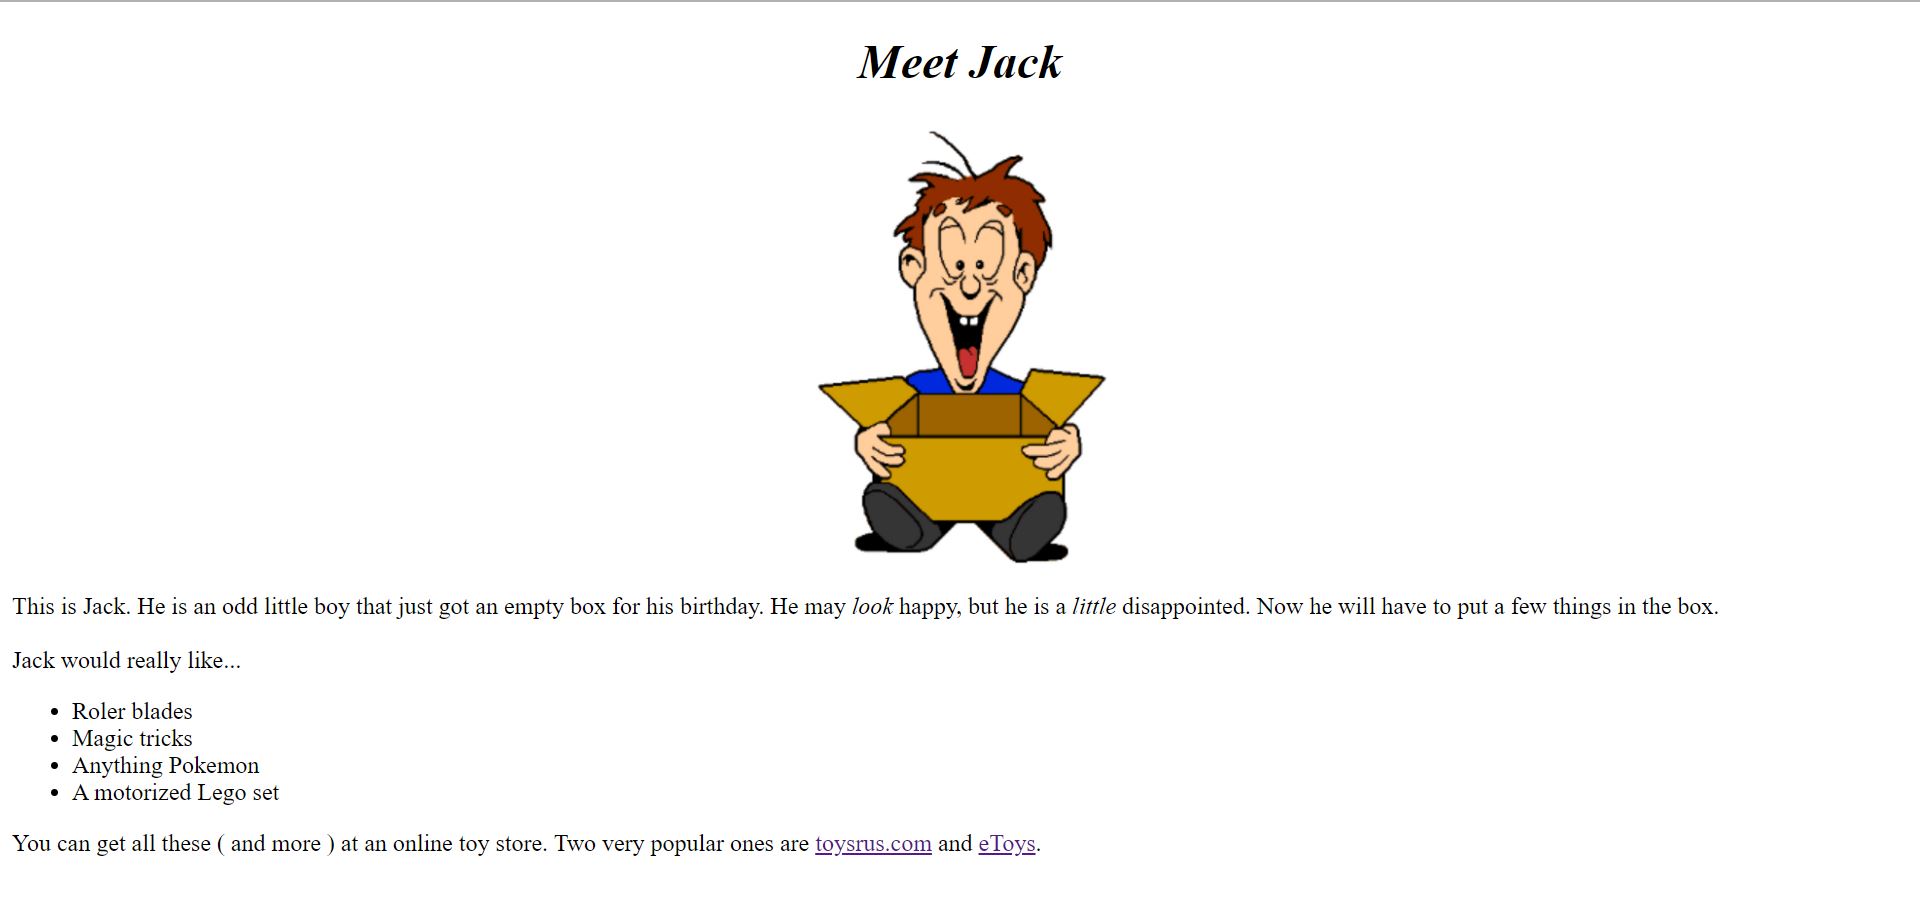 Meet Jack
This is Jack. He is an odd little boy that just got an empty box for his birthday. He may look happy, but he is a little disappointed. Now he will have to put a few things in the box.
Jack would really like...
• Roler blades
• Magic tricks
• Anything Pokemon
• A motorized Lego set
You can get all these ( and more ) at an online toy store. Two very popular ones are toysrus.com and eToys.